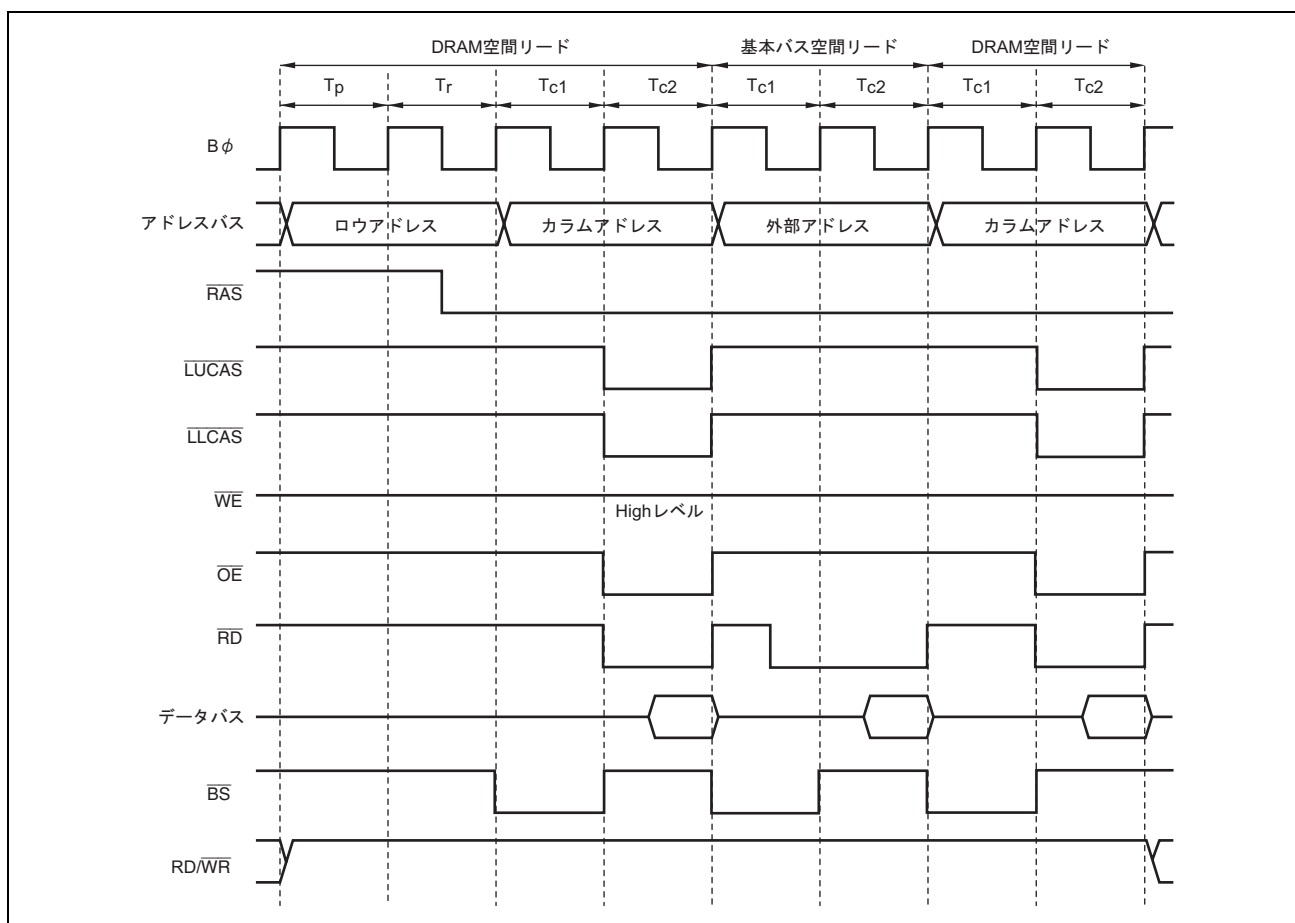 DRAM空間リード 基本バス空間リード DRAM空間リード
Tp Tr Tc1 Tc2 Tc1 Tc2 Tc1 Tc2
Bφ
アドレスバス ロウアドレス カラムアドレス 外部アドレス カラムアドレス
RAS
LUCAS
LLCAS
WE
Highレベル
OE
RD
データバス
BS
RD/WR